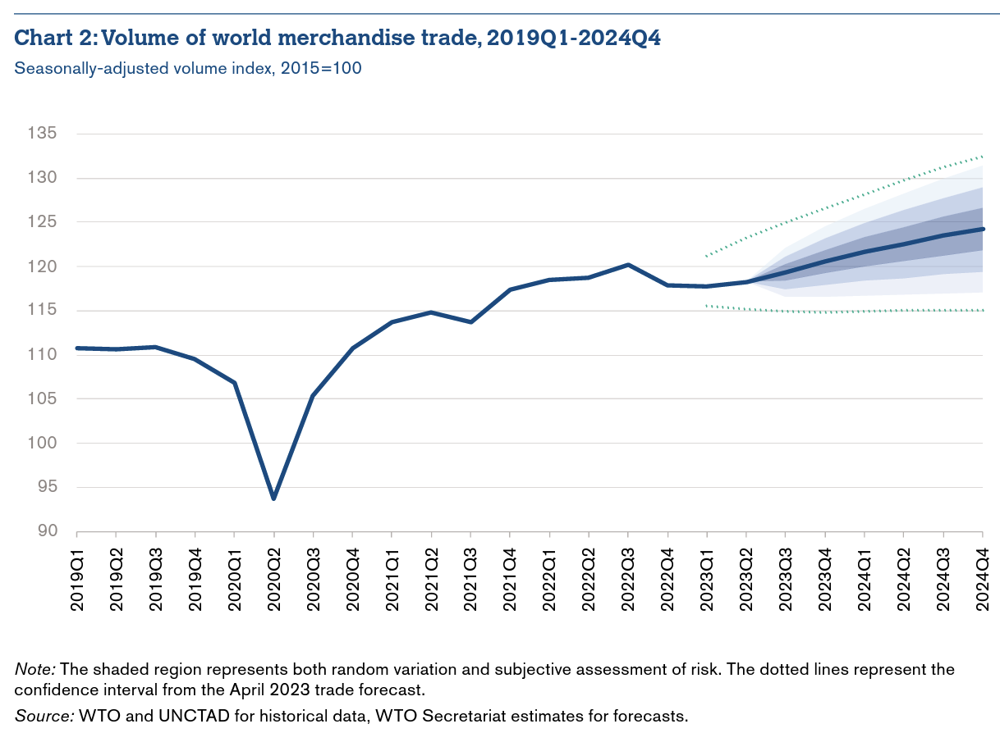 Chart 2: Volume of world merchandise trade, 2019Q1-2024Q4
Seasonally-adjusted volume index, 2015=100
135
130
125
120
115
110
105
100
95
90
2019Q1
2019Q2
2019Q3
2019Q4
2020Q1
2020Q2
2020Q3
2020Q4
2021Q1
2021Q2
2021Q3
2021Q4
2022Q1
2022Q2
2022Q3
2022Q4
2023Q1
2023Q2
2023Q3
2023Q4
2024Q1
2024Q2
2024Q3
2024Q4
Note: The shaded region represents both random variation and subjective assessment of risk. The dotted lines represent the
confidence interval from the April 2023 trade forecast.
Source: WTO and UNCTAD for historical data, WTO Secretariat estimates for forecasts.